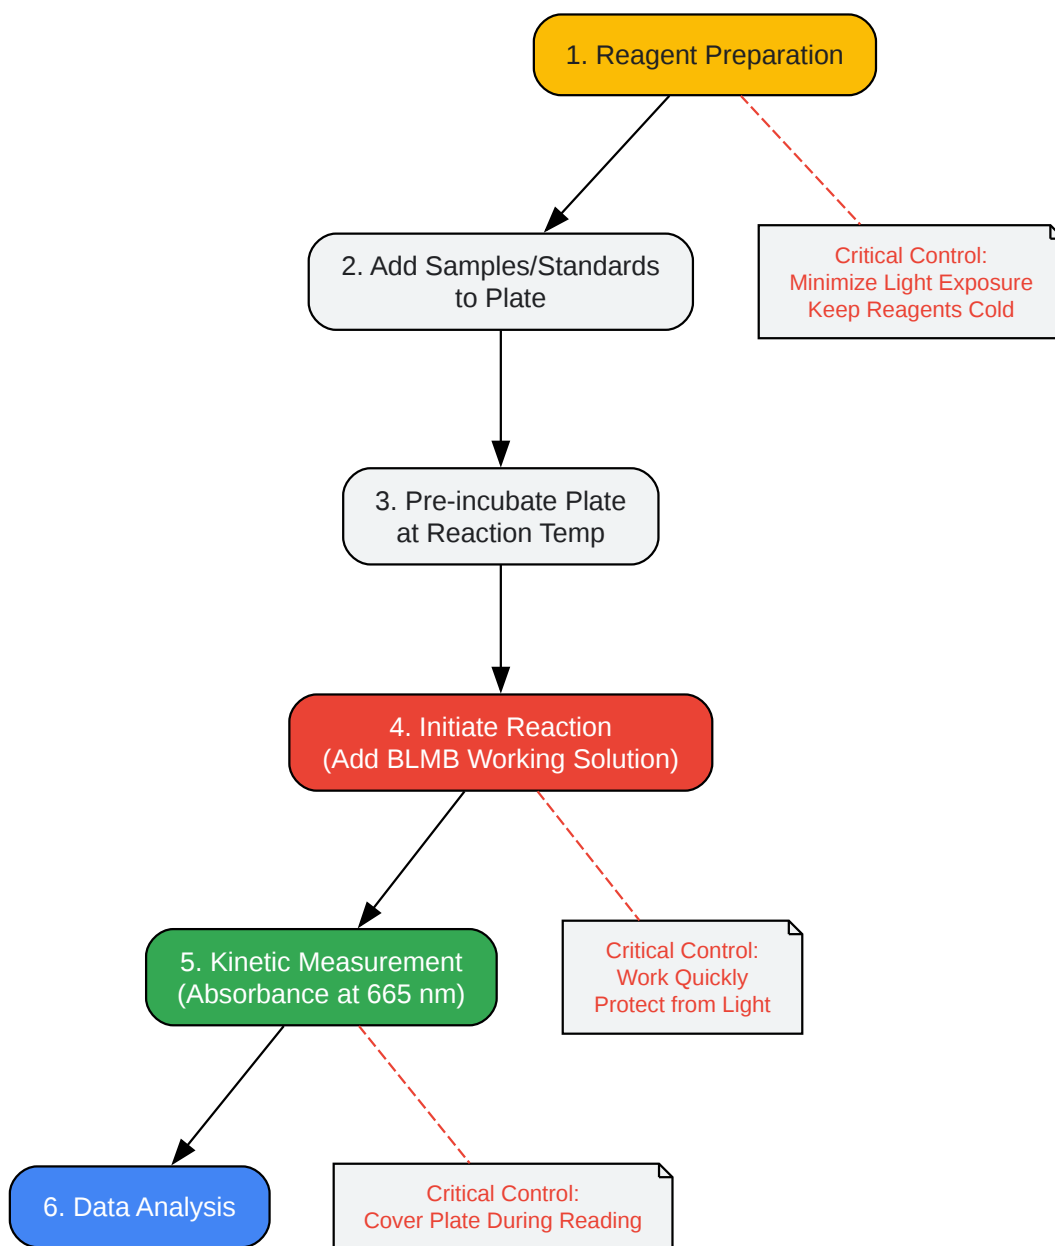 1. Reagent Preparation
Critical Control:
Minimize Light Exposure
Keep Reagents Cold
2. Add Samples/Standards
to Plate
3. Pre-incubate Plate
at Reaction Temp
4. Initiate Reaction
(Add BLMB Working Solution)
Critical Control:
Work Quickly
Protect from Light
5. Kinetic Measurement
(Absorbance at 665 nm)
Critical Control:
Cover Plate During Reading
6. Data Analysis